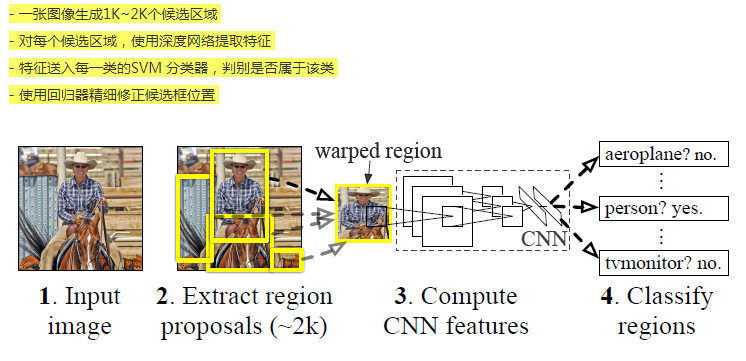 - 一张图像生成1K~2K个候选区域
- 对每个候选区域，使用深度网络提取特征
- 特征送入每一类的SVM 分类器，判别是否属于该类
- 使用回归器精细修正候选框位置
warped region
aeroplane? no.
⋮
person? yes.
⋮
tvmonitor? no.
CNN
1. Input
image
2. Extract region
proposals (~2k)
3. Compute
CNN features
4. Classify
regions